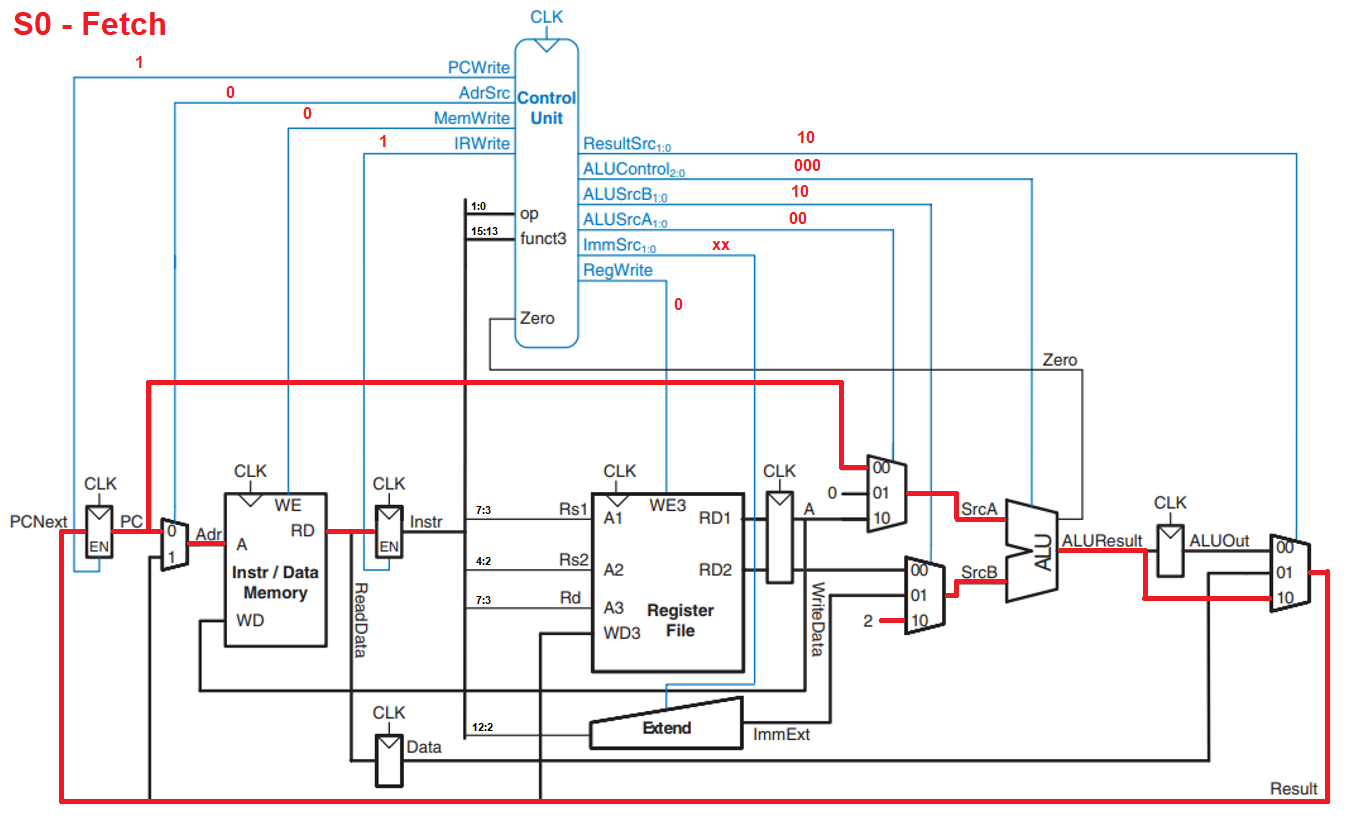 S0 - Fetch
CLK
1
PCWrite
0
AdrSrc
Control
Unit
0
MemWrite
1
IRWrite
ResultSrc1:0
10
ALUControl2:0
000
ALUSrcB1:0
10
ALUSrcA1:0
00
ImmSrc1:0
xx
RegWrite
0
1:0
op
15:13
funct3
Zero
Zero
CLK
PCNext
EN
PC
0
1
Adr
CLK
WE
RD
A
Instr / Data
Memory
WD
ReadData
CLK
EN
Instr
7:3
Rs1
4:2
Rs2
7:3
Rd
12:2
CLK
WE3
A1
RD1
A2
RD2
A3
Register
File
WD3
CLK
A
WriteData
0
00
01
10
SrcA
00
01
2
10
SrcB
ALU
ALUResult
CLK
ALUOut
00
01
10
Extend
ImmExt
CLK
Data
Result